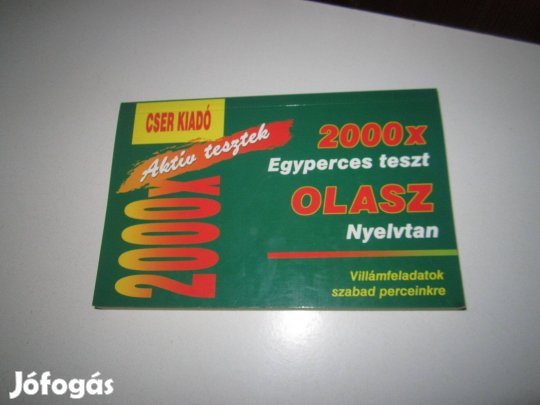 CSER KIADÓ
Aktív tesztek
2000x
2000x
Egyperces teszt
OLASZ
Nyelvtan
Villámfeladatok
szabad perceinkre
Jófogás